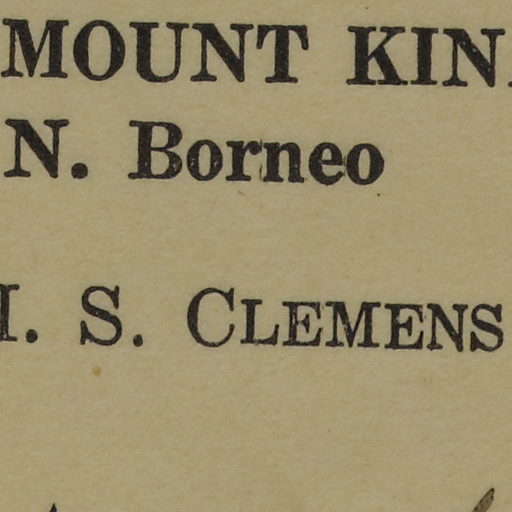 MOUNT KIN
N. Borneo
. S. CLEMENS